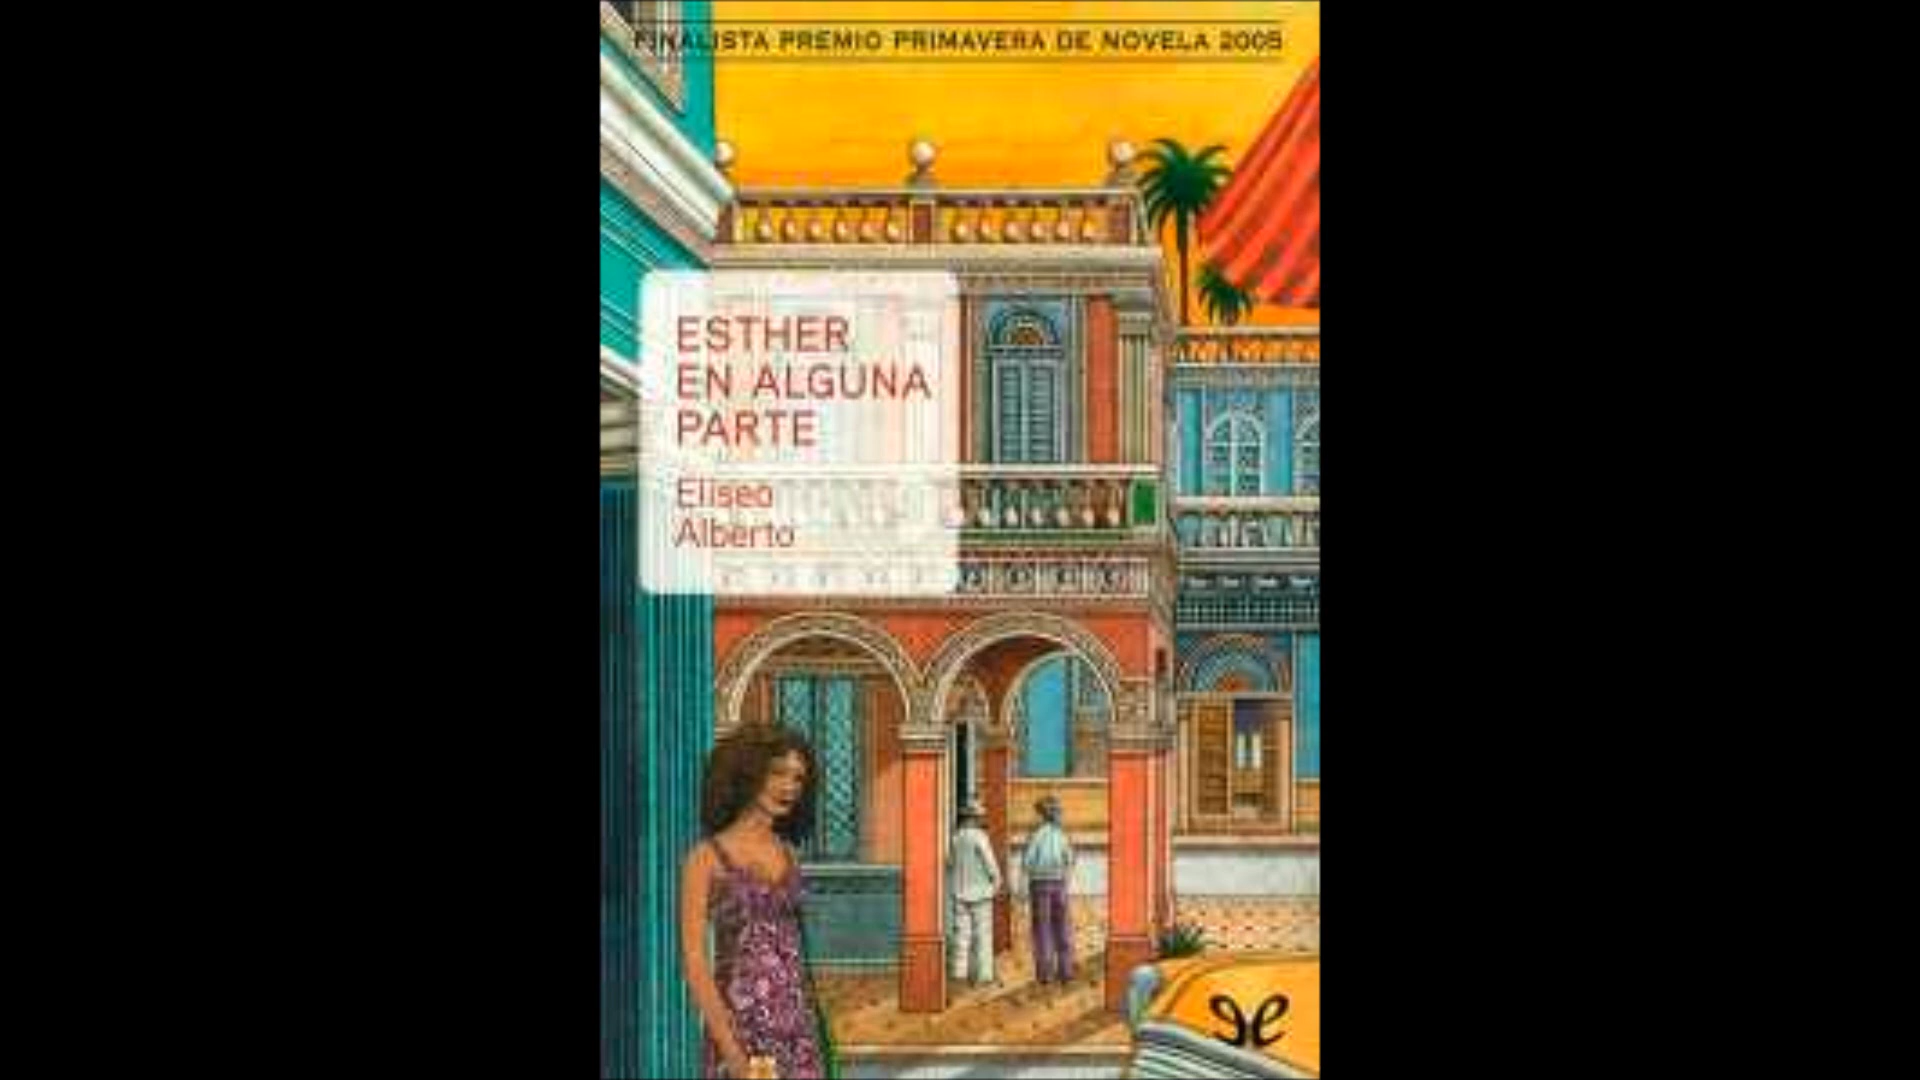 FINALISTA PREMIO PRIMAVERA DE NOVELA 2005
ESTHER
EN ALGUNA
PARTE
Eliseo
Alberto